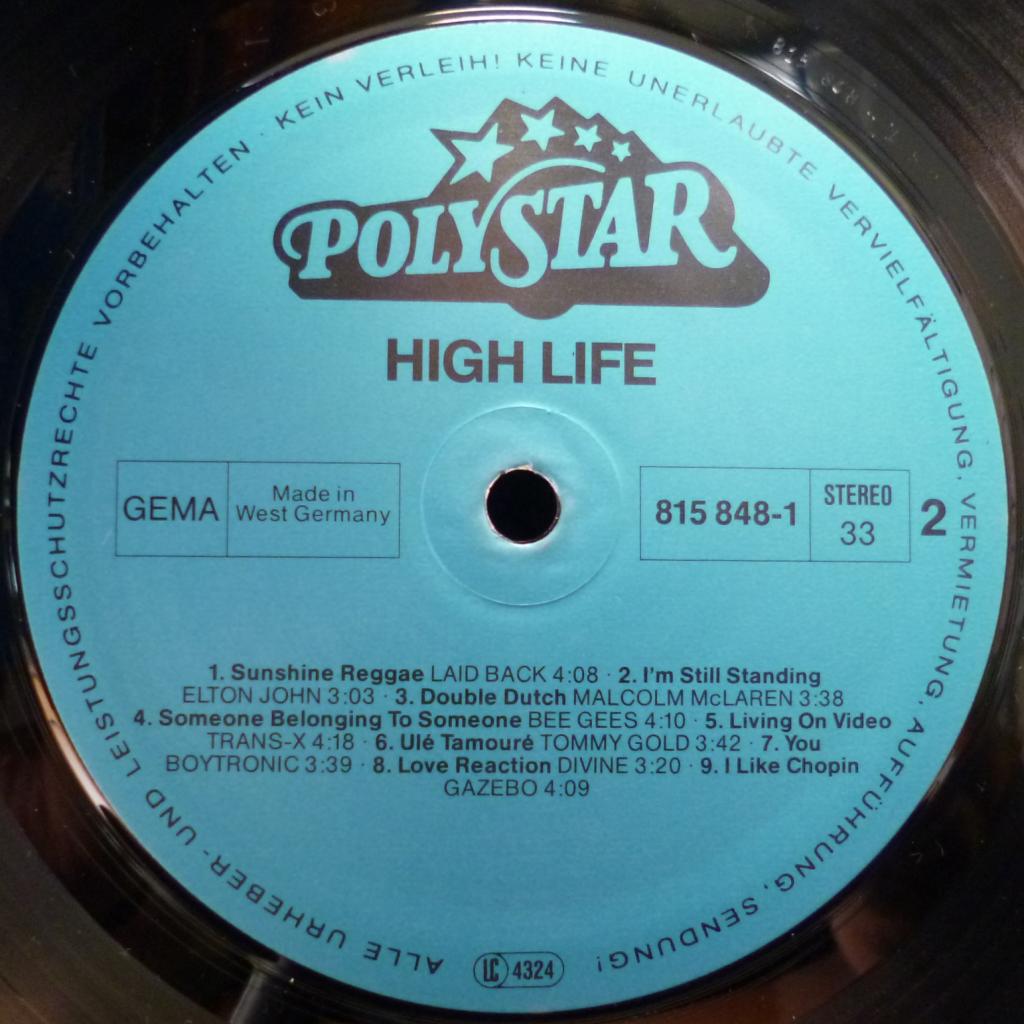 ALLE URHEBER- UND LEISTUNGSSCHUTZRECHTE VORBEHALTEN · KEIN VERLEIH! KEINE UNERLAUBTE VERVIELFÄLTIGUNG, VERMIETUNG, AUFFÜHRUNG, SENDUNG!
POLYSTAR
HIGH LIFE
GEMA
Made in
West Germany
815 848-1
STEREO
33
2
1. Sunshine Reggae LAID BACK 4:08 · 2. I'm Still Standing
ELTON JOHN 3:03 · 3. Double Dutch MALCOLM McLAREN 3:38
4. Someone Belonging To Someone BEE GEES 4:10 · 5. Living On Video
TRANS-X 4:18 · 6. Ulé Tamouré TOMMY GOLD 3:42 · 7. You
BOYTRONIC 3:39 · 8. Love Reaction DIVINE 3:20 · 9. I Like Chopin
GAZEBO 4:09
LC 4324